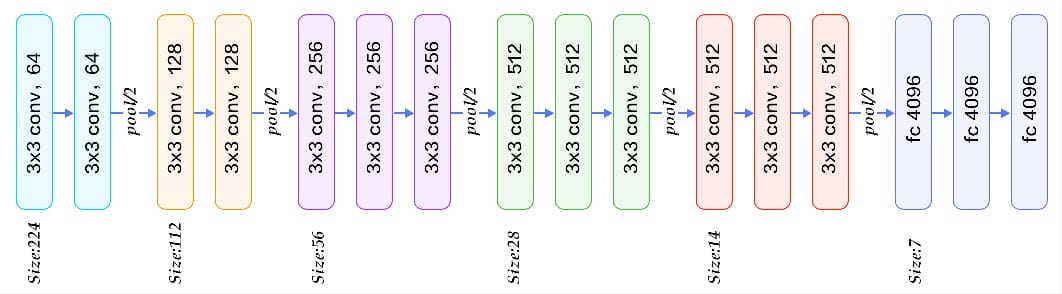 3x3 conv, 64
3x3 conv, 64
pool/2
3x3 conv, 128
3x3 conv, 128
pool/2
3x3 conv, 256
3x3 conv, 256
3x3 conv, 256
pool/2
3x3 conv, 512
3x3 conv, 512
3x3 conv, 512
pool/2
3x3 conv, 512
3x3 conv, 512
3x3 conv, 512
pool/2
fc 4096
fc 4096
fc 4096
Size:224
Size:112
Size:56
Size:28
Size:14
Size:7